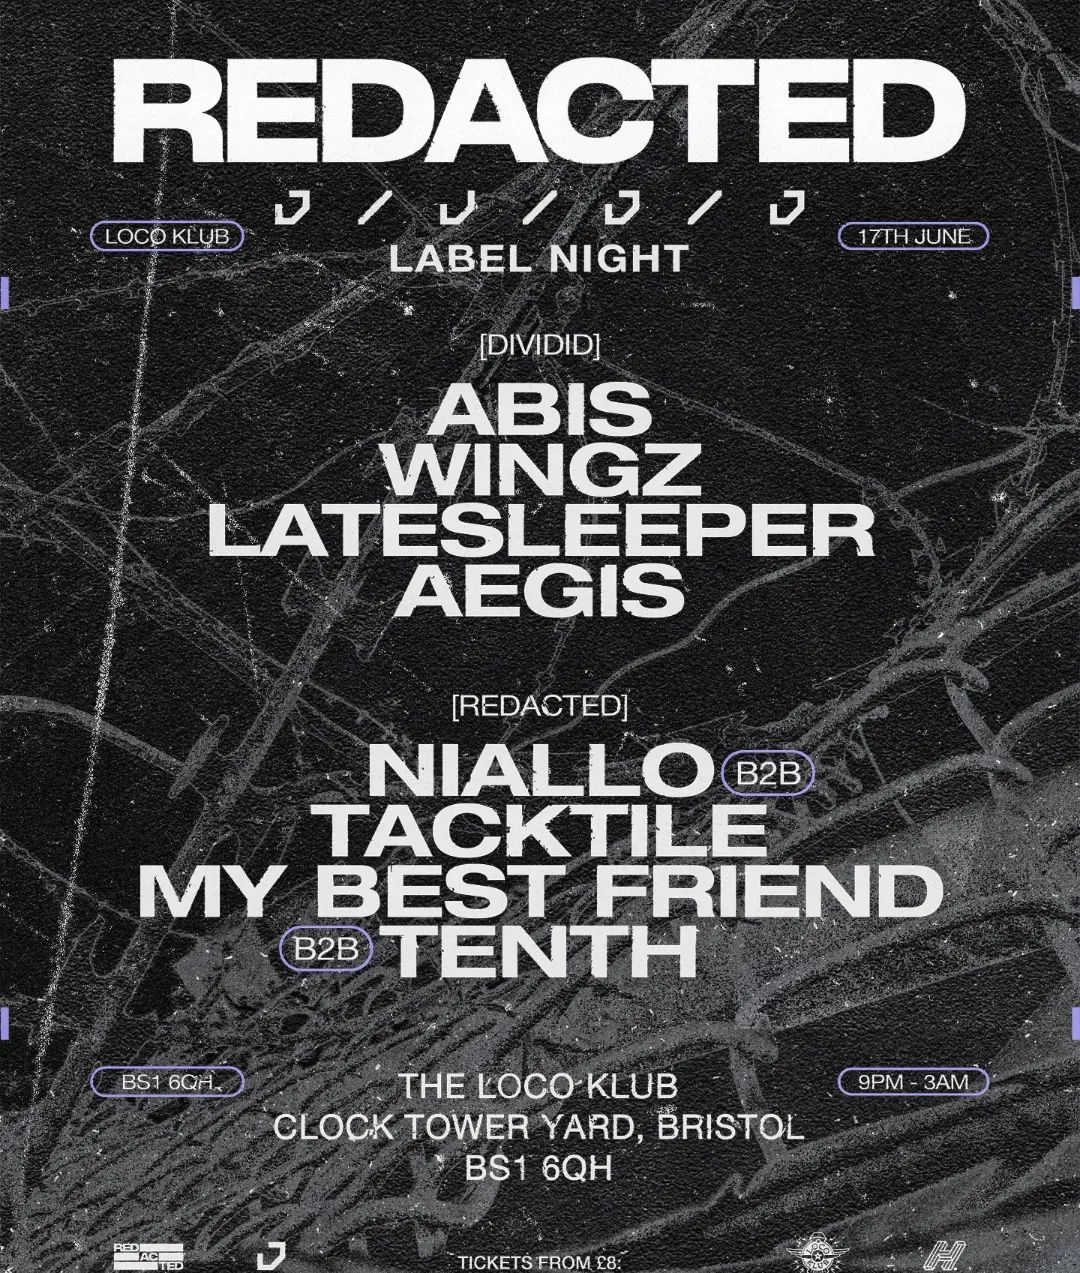 REDACTED
LOCO KLUB
17TH JUNE
LABEL NIGHT
[DIVIDID]
ABIS
WINGZ
LATESLEEPER
AEGIS
[REDACTED]
NIALLO B2B
TACKTILE
MY BEST FRIEND
B2B TENTH
BS1 6QH
THE LOCO KLUB
9PM - 3AM
CLOCK TOWER YARD, BRISTOL
BS1 6QH
RED
AC
TED
TICKETS FROM £8: